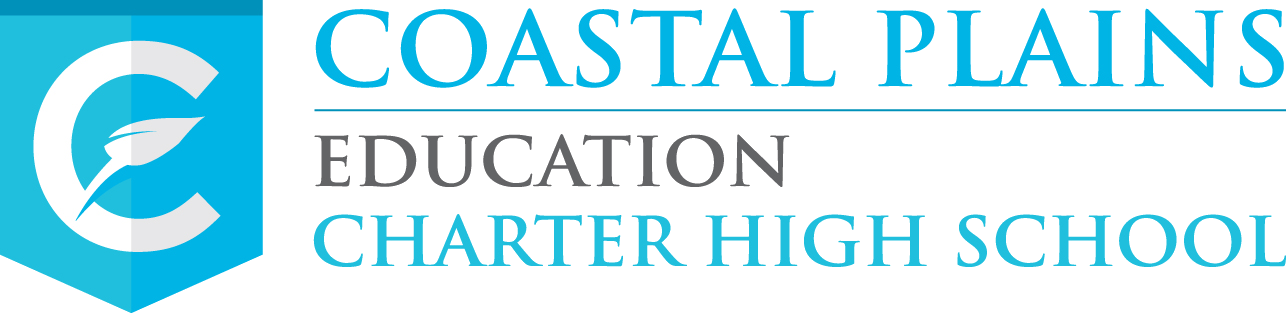 C
COASTAL PLAINS
EDUCATION
CHARTER HIGH SCHOOL